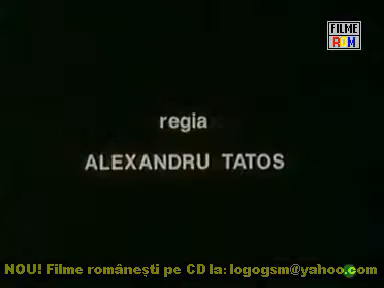 FILME
ROM
regia
ALEXANDRU TATOS
NOU! Filme românești pe CD la: logogsm@yahoo.com